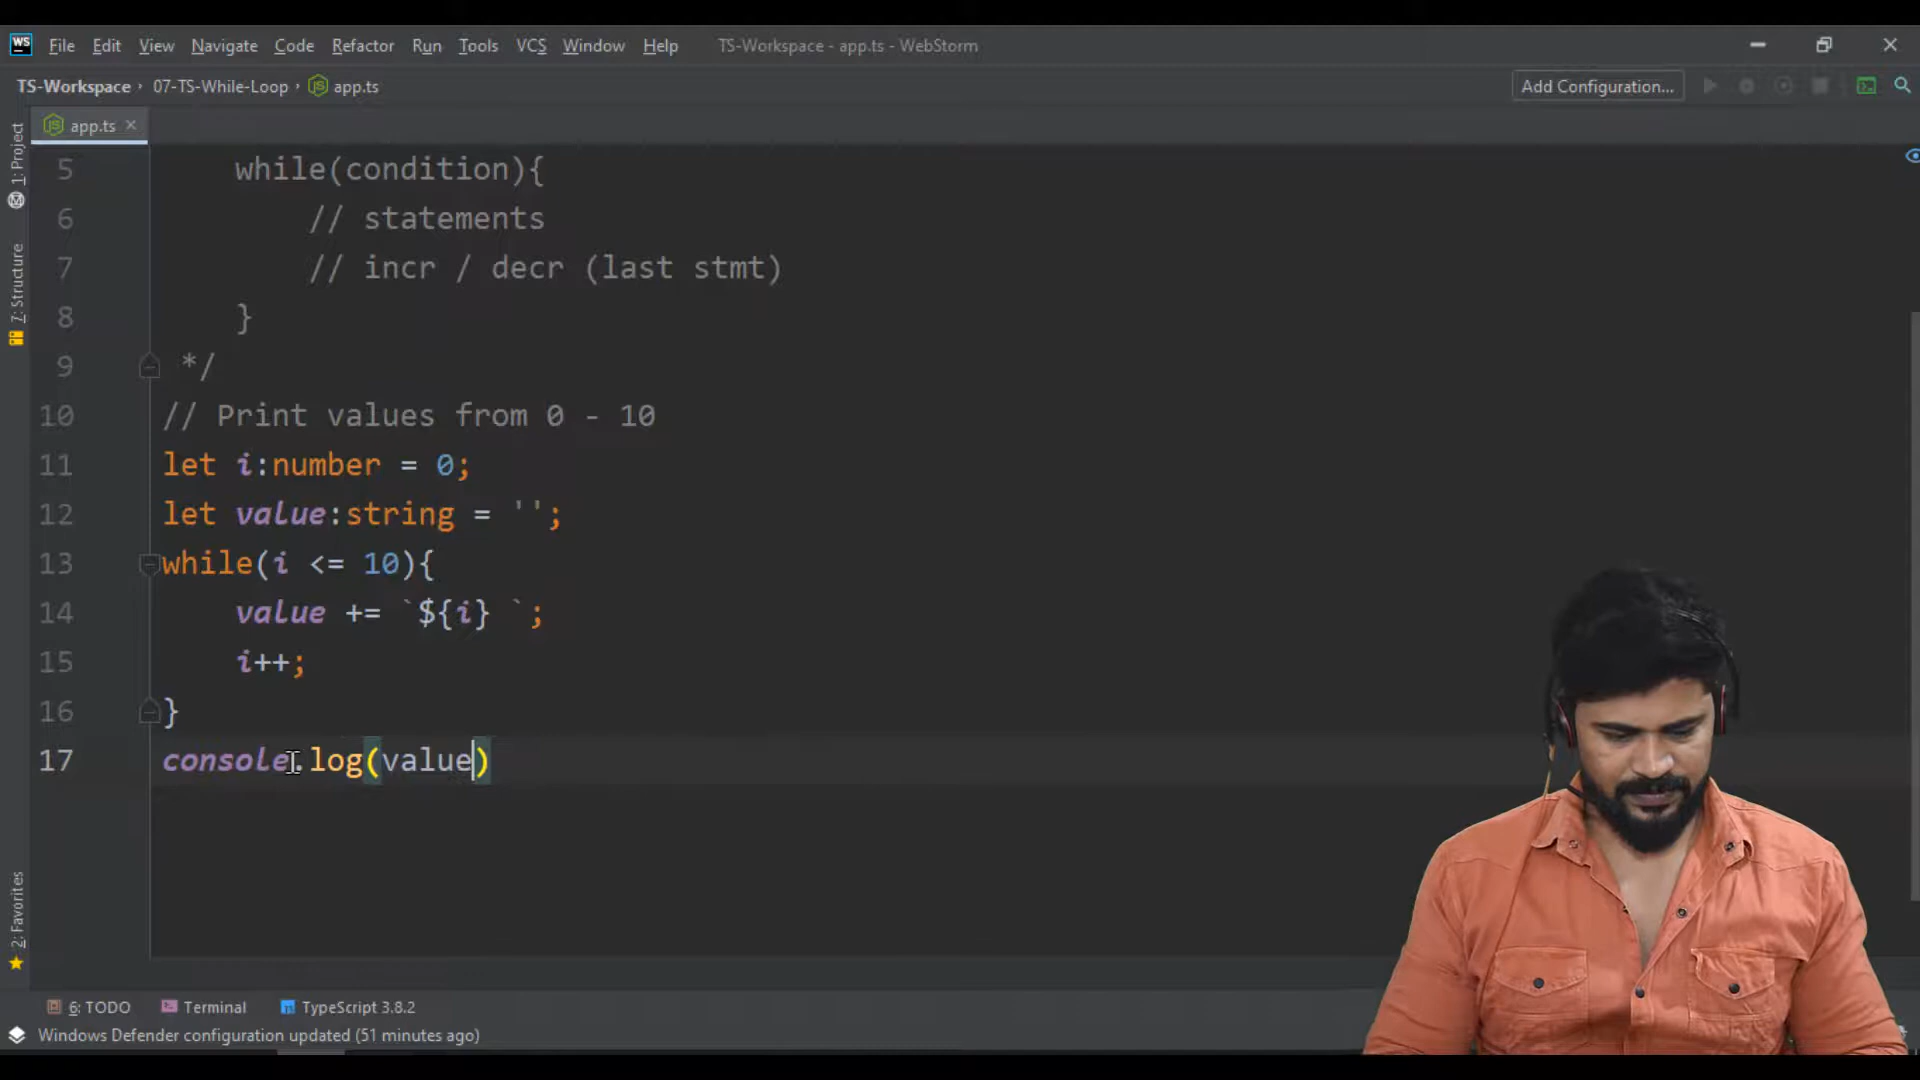 WS File Edit View Navigate Code Refactor Run Tools VCS Window Help TS-Workspace - app.ts - WebStorm
TS-Workspace › 07-TS-While-Loop › app.ts Add Configuration...
app.ts
1: Project
7: Structure
2: Favorites
5 while(condition){
6 // statements
7 // incr / decr (last stmt)
8 }
9 */
10 // Print values from 0 - 10
11 let i:number = 0;
12 let value:string = '';
13 while(i <= 10){
14 value += `${i} `;
15 i++;
16 }
17 console.log(value)
6: TODO Terminal TypeScript 3.8.2
Windows Defender configuration updated (51 minutes ago)